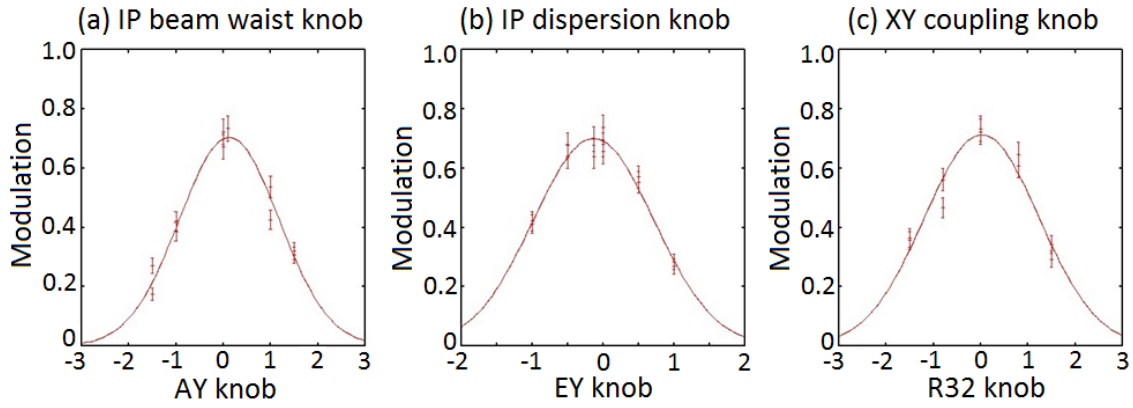 (a) IP beam waist knob
(b) IP dispersion knob
(c) XY coupling knob
Modulation
1.0
0.8
0.6
0.4
0.2
0
-3 -2 -1 0 1 2 3
AY knob
Modulation
1.0
0.8
0.6
0.4
0.2
0
-2 -1 0 1 2
EY knob
Modulation
1.0
0.8
0.6
0.4
0.2
0
-3 -2 -1 0 1 2 3
R32 knob